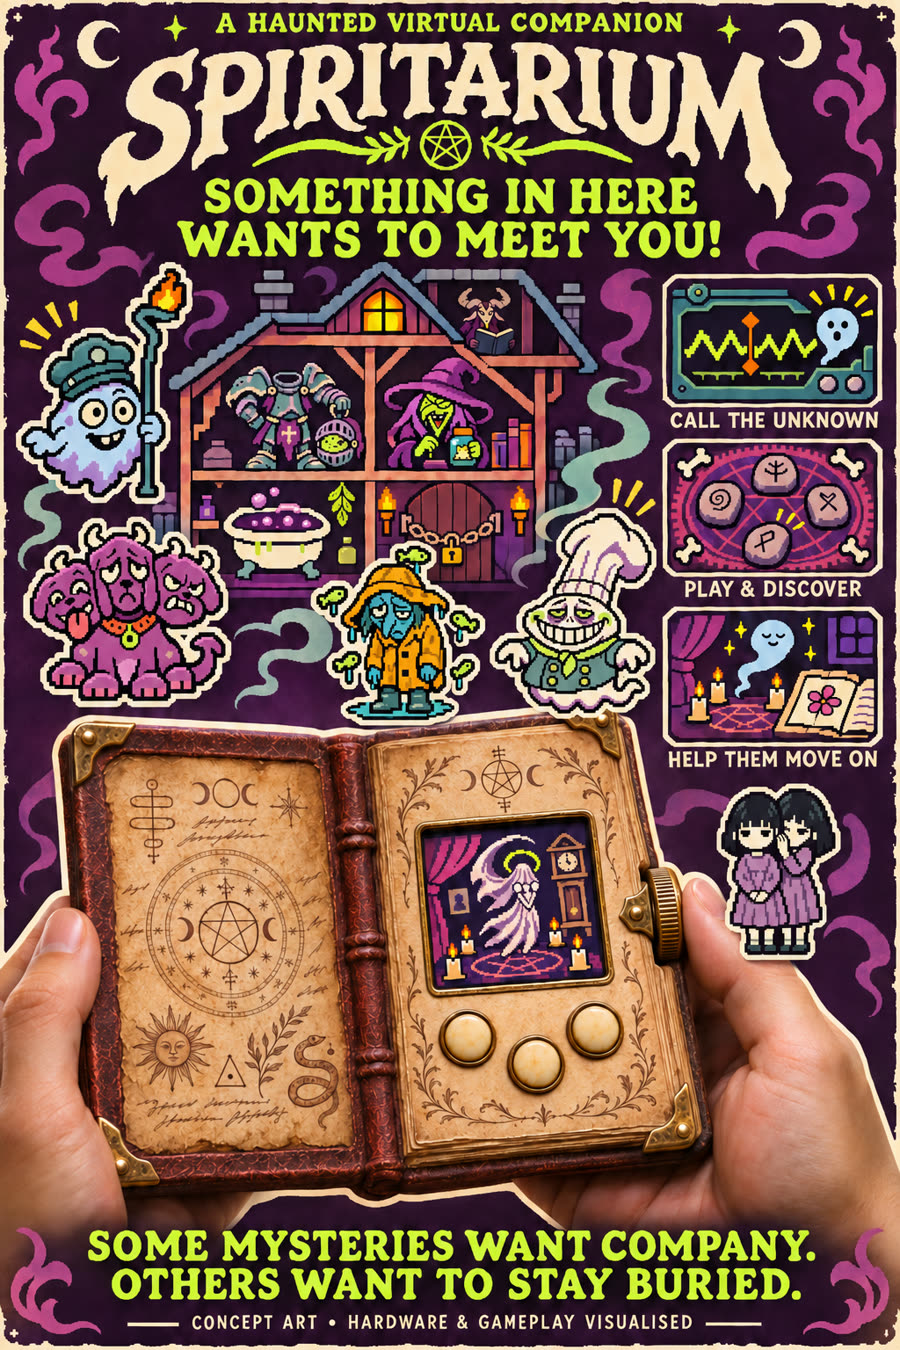 A HAUNTED VIRTUAL COMPANION
SPIRITARIUM
SOMETHING IN HERE
WANTS TO MEET YOU!
CALL THE UNKNOWN
PLAY & DISCOVER
HELP THEM MOVE ON
SOME MYSTERIES WANT COMPANY.
OTHERS WANT TO STAY BURIED.
CONCEPT ART • HARDWARE & GAMEPLAY VISUALISED